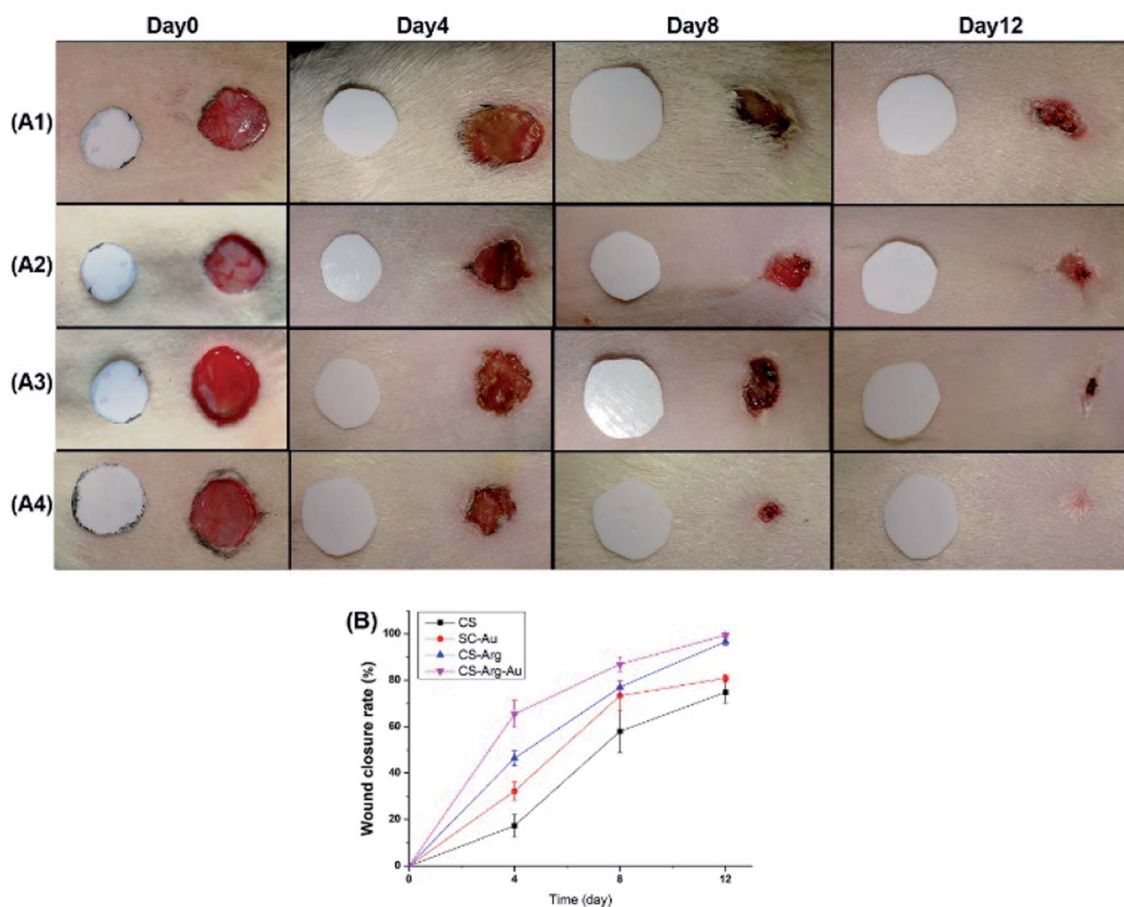 Day0 Day4 Day8 Day12
(A1)
(A2)
(A3)
(A4)
(B)
CS
SC-Au
CS-Arg
CS-Arg-Au
100
80
60
40
20
0
Wound closure rate (%)
0 4 8 12
Time (day)